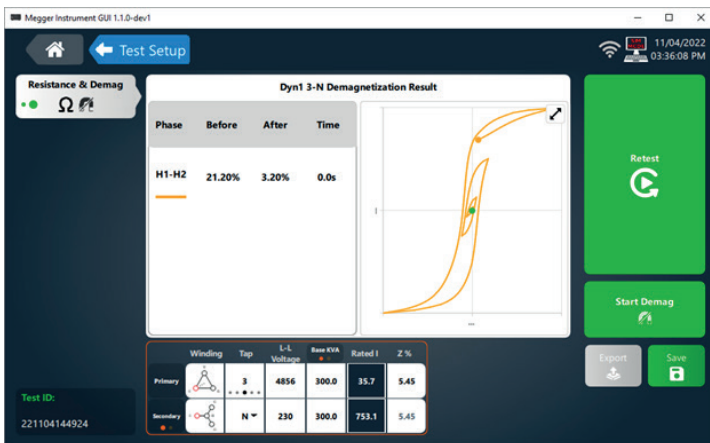 Megger Instrument GUI 1.1.0-dev1
Test Setup
11/04/2022
03:36:08 PM
Resistance & Demag
Ω
Dyn1 3-N Demagnetization Result
Phase Before After Time
H1-H2 21.20% 3.20% 0.0s
Retest
Start Demag
Export
Save
Winding Tap L-L Voltage Base KVA Rated I Z %
Primary 3 4856 300.0 35.7 5.45
Secondary N 230 300.0 753.1 5.45
Test ID:
221104144924